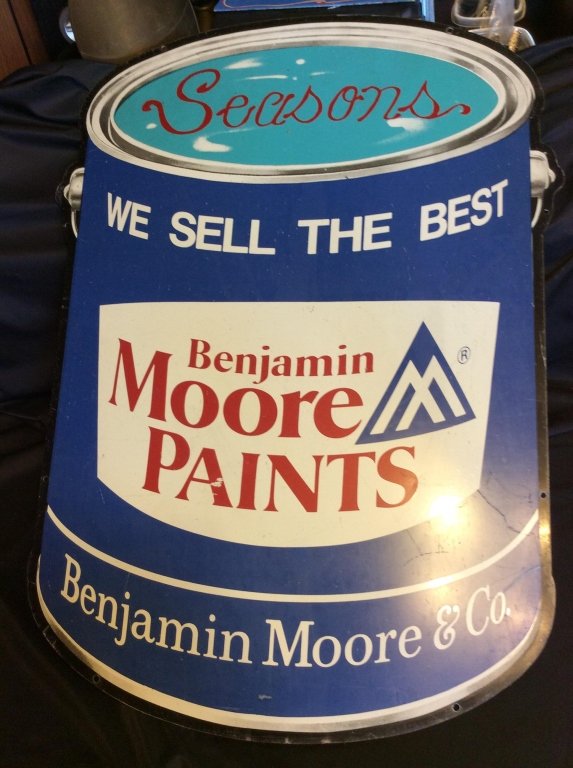 Seasons
WE SELL THE BEST
Benjamin
Moore
PAINTS
®
Benjamin Moore & Co.